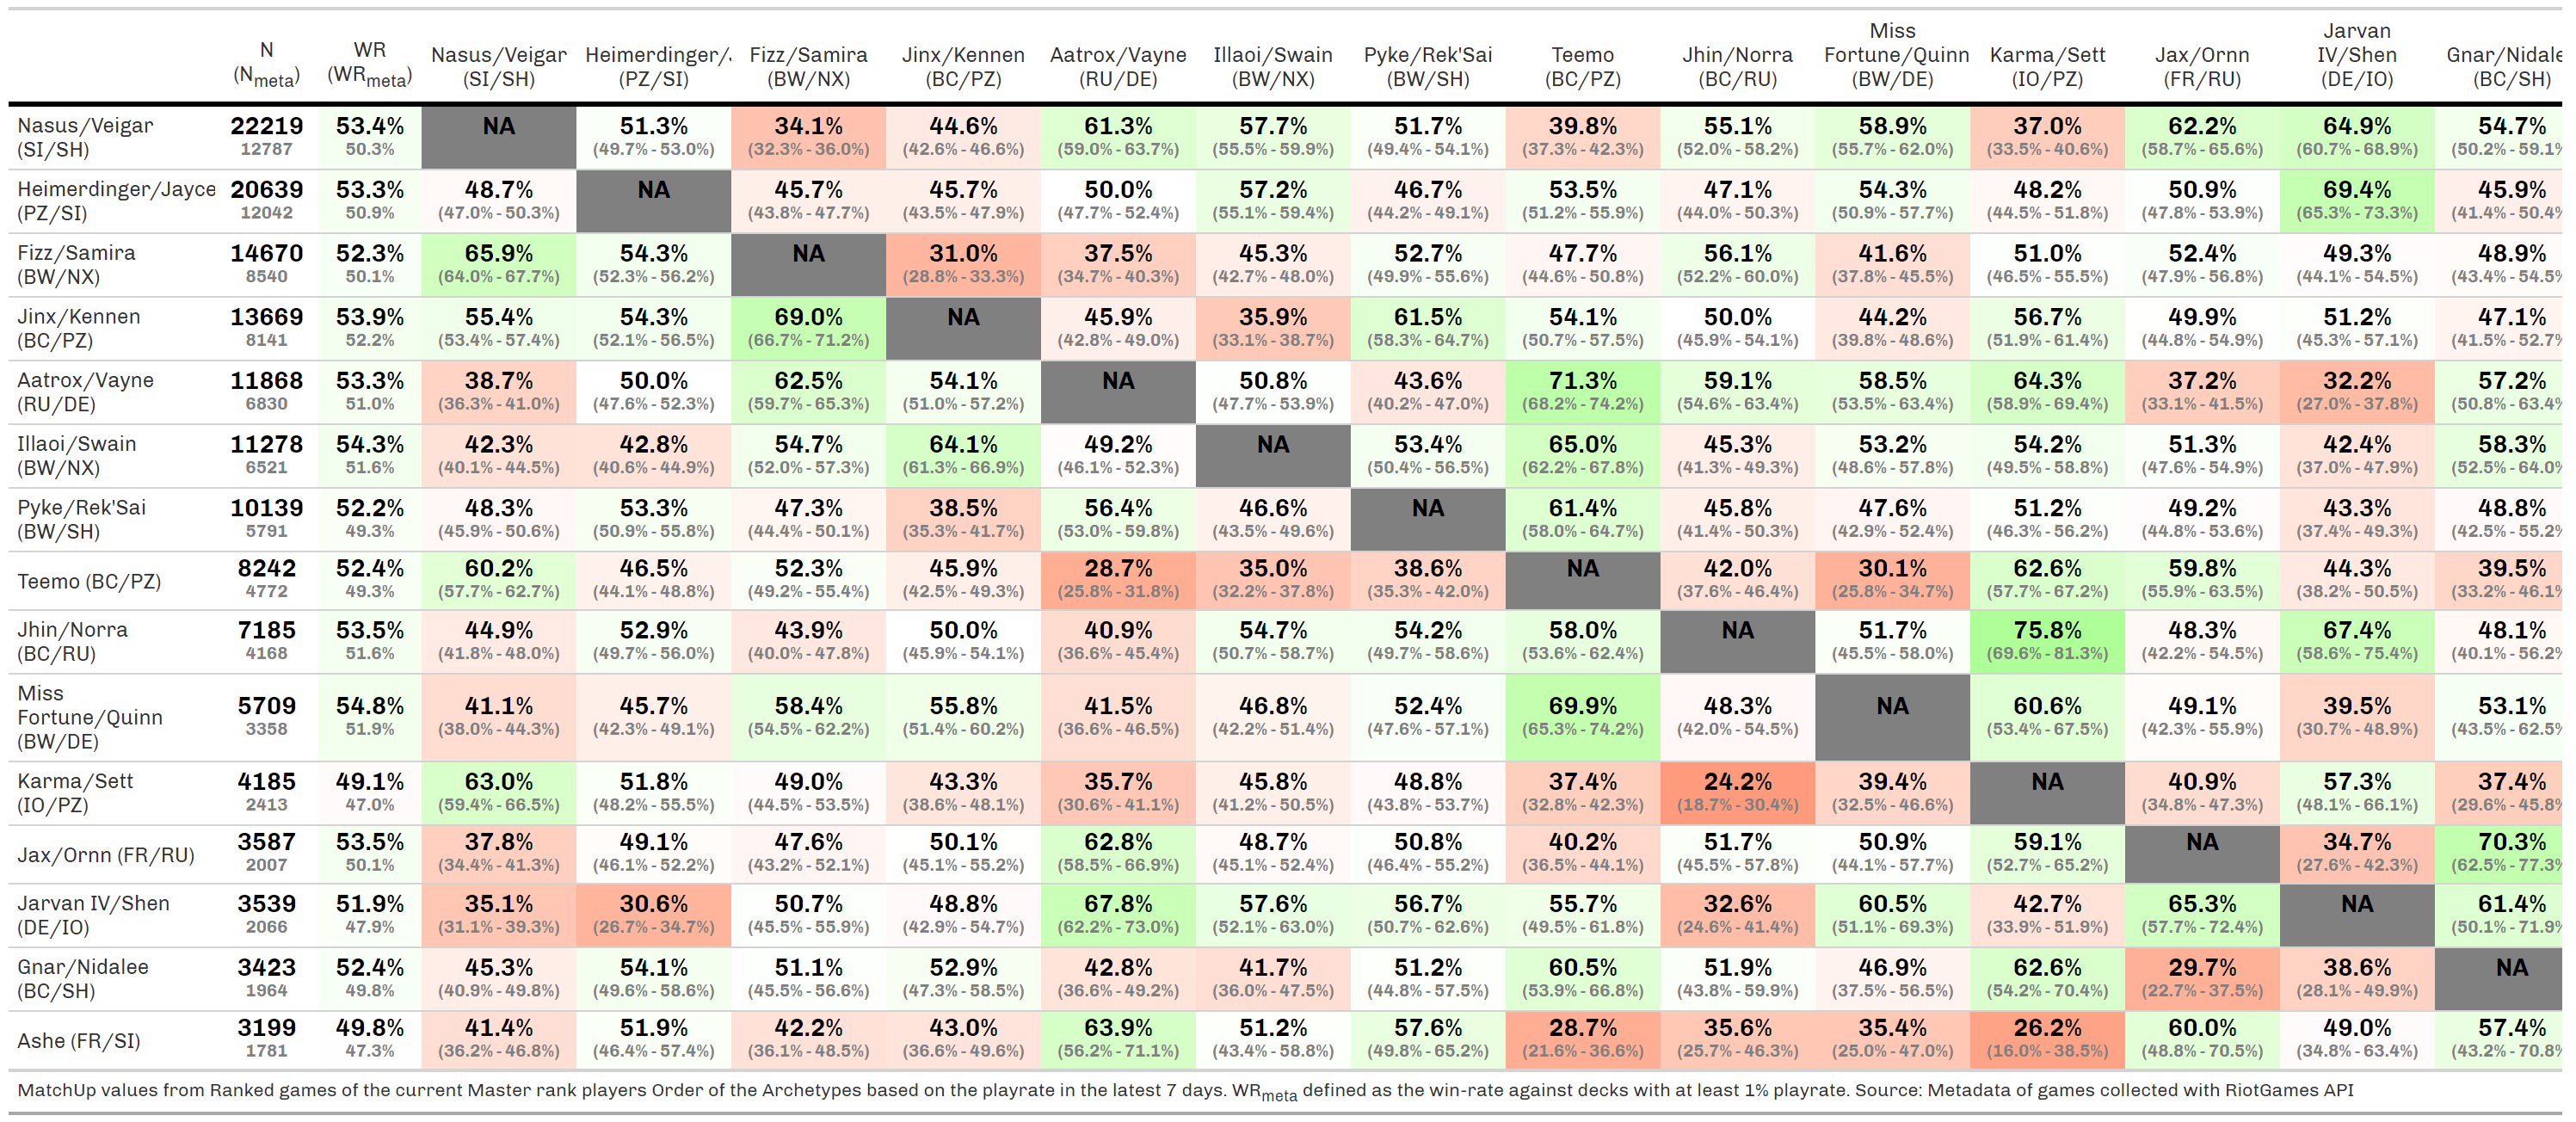 N WR Nasus/Veigar Heimerdinger/ Fizz/Samira Jinx/Kennen Aatrox/Vayne Illaoi/Swain Pyke/Rek'Sai Teemo Jhin/Norra Miss Fortune/Quinn Karma/Sett Jax/Ornn Jarvan IV/Shen Gnar/Nidale
(Nmeta) (WRmeta) (SI/SH) (PZ/SI) (BW/NX) (BC/PZ) (RU/DE) (BW/NX) (BW/SH) (BC/PZ) (BC/RU) (BW/DE) (IO/PZ) (FR/RU) (DE/IO) (BC/SH)
Nasus/Veigar 22219 53.4% NA 51.3% 34.1% 44.6% 61.3% 57.7% 51.7% 39.8% 55.1% 58.9% 37.0% 62.2% 64.9% 54.7%
(SI/SH) 12787 50.3% (49.7% - 53.0%) (32.3% - 36.0%) (42.6% - 46.6%) (59.0% - 63.7%) (55.5% - 59.9%) (49.4% - 54.1%) (37.3% - 42.3%) (52.0% - 58.2%) (55.7% - 62.0%) (33.5% - 40.6%) (58.7% - 65.6%) (60.7% - 68.9%) (50.2% - 59.1%
Heimerdinger/Jayce 20639 53.3% 48.7% NA 45.7% 45.7% 50.0% 57.2% 46.7% 53.5% 47.1% 54.3% 48.2% 50.9% 69.4% 45.9%
(PZ/SI) 12042 50.9% (47.0% - 50.3%) (43.8% - 47.7%) (43.5% - 47.9%) (47.7% - 52.4%) (55.1% - 59.4%) (44.2% - 49.1%) (51.2% - 55.9%) (44.0% - 50.3%) (50.9% - 57.7%) (44.5% - 51.8%) (47.8% - 53.9%) (65.3% - 73.3%) (41.4% - 50.4%
Fizz/Samira 14670 52.3% 65.9% 54.3% NA 31.0% 37.5% 45.3% 52.7% 47.7% 56.1% 41.6% 51.0% 52.4% 49.3% 48.9%
(BW/NX) 8540 50.1% (64.0% - 67.7%) (52.3% - 56.2%) (28.8% - 33.3%) (34.7% - 40.3%) (42.7% - 48.0%) (49.9% - 55.6%) (44.6% - 50.8%) (52.2% - 60.0%) (37.8% - 45.5%) (46.5% - 55.5%) (47.9% - 56.8%) (44.1% - 54.5%) (43.4% - 54.5%
Jinx/Kennen 13669 53.9% 55.4% 54.3% 69.0% NA 45.9% 35.9% 61.5% 54.1% 50.0% 44.2% 56.7% 49.9% 51.2% 47.1%
(BC/PZ) 8141 52.2% (53.4% - 57.4%) (52.1% - 56.5%) (66.7% - 71.2%) (42.8% - 49.0%) (33.1% - 38.7%) (58.3% - 64.7%) (50.7% - 57.5%) (45.9% - 54.1%) (39.8% - 48.6%) (51.9% - 61.4%) (44.8% - 54.9%) (45.3% - 57.1%) (41.5% - 52.7%
Aatrox/Vayne 11868 53.3% 38.7% 50.0% 62.5% 54.1% NA 50.8% 43.6% 71.3% 59.1% 58.5% 64.3% 37.2% 32.2% 57.2%
(RU/DE) 6830 51.0% (36.3% - 41.0%) (47.6% - 52.3%) (59.7% - 65.3%) (51.0% - 57.2%) (47.7% - 53.9%) (40.2% - 47.0%) (68.2% - 74.2%) (54.6% - 63.4%) (53.5% - 63.4%) (58.9% - 69.4%) (33.1% - 41.5%) (27.0% - 37.8%) (50.8% - 63.4%
Illaoi/Swain 11278 54.3% 42.3% 42.8% 54.7% 64.1% 49.2% NA 53.4% 65.0% 45.3% 53.2% 54.2% 51.3% 42.4% 58.3%
(BW/NX) 6521 51.6% (40.1% - 44.5%) (40.6% - 44.9%) (52.0% - 57.3%) (61.3% - 66.9%) (46.1% - 52.3%) (50.4% - 56.5%) (62.2% - 67.8%) (41.3% - 49.3%) (48.6% - 57.8%) (49.5% - 58.8%) (47.6% - 54.9%) (37.0% - 47.9%) (52.5% - 64.0%
Pyke/Rek'Sai 10139 52.2% 48.3% 53.3% 47.3% 38.5% 56.4% 46.6% NA 61.4% 45.8% 47.6% 51.2% 49.2% 43.3% 48.8%
(BW/SH) 5791 49.3% (45.9% - 50.6%) (50.9% - 55.8%) (44.4% - 50.1%) (35.3% - 41.7%) (53.0% - 59.8%) (43.5% - 49.6%) (58.0% - 64.7%) (41.4% - 50.3%) (42.9% - 52.4%) (46.3% - 56.2%) (44.8% - 53.6%) (37.4% - 49.3%) (42.5% - 55.2%
Teemo (BC/PZ) 8242 52.4% 60.2% 46.5% 52.3% 45.9% 28.7% 35.0% 38.6% NA 42.0% 30.1% 62.6% 59.8% 44.3% 39.5%
4772 49.3% (57.7% - 62.7%) (44.1% - 48.8%) (49.2% - 55.4%) (42.5% - 49.3%) (25.8% - 31.8%) (32.2% - 37.8%) (35.3% - 42.0%) (37.6% - 46.4%) (25.8% - 34.7%) (57.7% - 67.2%) (55.9% - 63.5%) (38.2% - 50.5%) (33.2% - 46.1%
Jhin/Norra 7185 53.5% 44.9% 52.9% 43.9% 50.0% 40.9% 54.7% 54.2% 58.0% NA 51.7% 75.8% 48.3% 67.4% 48.1%
(BC/RU) 4168 51.6% (41.8% - 48.0%) (49.7% - 56.0%) (40.0% - 47.8%) (45.9% - 54.1%) (36.6% - 45.4%) (50.7% - 58.7%) (49.7% - 58.6%) (53.6% - 62.4%) (45.5% - 58.0%) (69.6% - 81.3%) (42.2% - 54.5%) (58.6% - 75.4%) (40.1% - 56.2%
Miss
Fortune/Quinn 5709 54.8% 41.1% 45.7% 58.4% 55.8% 41.5% 46.8% 52.4% 69.9% 48.3% NA 60.6% 49.1% 39.5% 53.1%
(BW/DE) 3358 51.9% (38.0% - 44.3%) (42.3% - 49.1%) (54.5% - 62.2%) (51.4% - 60.2%) (36.6% - 46.5%) (42.2% - 51.4%) (47.6% - 57.1%) (65.3% - 74.2%) (42.0% - 54.5%) (53.4% - 67.5%) (42.3% - 55.9%) (30.7% - 48.9%) (43.5% - 62.5%
Karma/Sett 4185 49.1% 63.0% 51.8% 49.0% 43.3% 35.7% 45.8% 48.8% 37.4% 24.2% 39.4% NA 40.9% 57.3% 37.4%
(IO/PZ) 2413 47.0% (59.4% - 66.5%) (48.2% - 55.5%) (44.5% - 53.5%) (38.6% - 48.1%) (30.6% - 41.1%) (41.2% - 50.5%) (43.8% - 53.7%) (32.8% - 42.3%) (18.7% - 30.4%) (32.5% - 46.6%) (34.8% - 47.3%) (48.1% - 66.1%) (29.6% - 45.8%
Jax/Ornn (FR/RU) 3587 53.5% 37.8% 49.1% 47.6% 50.1% 62.8% 48.7% 50.8% 40.2% 51.7% 50.9% 59.1% NA 34.7% 70.3%
2007 50.1% (34.4% - 41.3%) (46.1% - 52.2%) (43.2% - 52.1%) (45.1% - 55.2%) (58.5% - 66.9%) (45.1% - 52.4%) (46.4% - 55.2%) (36.5% - 44.1%) (45.5% - 57.8%) (44.1% - 57.7%) (52.7% - 65.2%) (27.6% - 42.3%) (62.5% - 77.3%
Jarvan IV/Shen 3539 51.9% 35.1% 30.6% 50.7% 48.8% 67.8% 57.6% 56.7% 55.7% 32.6% 60.5% 42.7% 65.3% NA 61.4%
(DE/IO) 2066 47.9% (31.1% - 39.3%) (26.7% - 34.7%) (45.5% - 55.9%) (42.9% - 54.7%) (62.2% - 73.0%) (52.1% - 63.0%) (50.7% - 62.6%) (49.5% - 61.8%) (24.6% - 41.4%) (51.1% - 69.3%) (33.9% - 51.9%) (57.7% - 72.4%) (50.1% - 71.9%
Gnar/Nidalee 3423 52.4% 45.3% 54.1% 51.1% 52.9% 42.8% 41.7% 51.2% 60.5% 51.9% 46.9% 62.6% 29.7% 38.6% NA
(BC/SH) 1964 49.8% (40.9% - 49.8%) (49.6% - 58.6%) (45.5% - 56.6%) (47.3% - 58.5%) (36.6% - 49.2%) (36.0% - 47.5%) (44.8% - 57.5%) (53.9% - 66.8%) (43.8% - 59.9%) (37.5% - 56.5%) (54.2% - 70.4%) (22.7% - 37.5%) (28.1% - 49.9%)
Ashe (FR/SI) 3199 49.8% 41.4% 51.9% 42.2% 43.0% 63.9% 51.2% 57.6% 28.7% 35.6% 35.4% 26.2% 60.0% 49.0% 57.4%
1781 47.3% (36.2% - 46.8%) (46.4% - 57.4%) (36.1% - 48.5%) (36.6% - 49.6%) (56.2% - 71.1%) (43.4% - 58.8%) (49.8% - 65.2%) (21.6% - 36.6%) (25.7% - 46.3%) (25.0% - 47.0%) (16.0% - 38.5%) (48.8% - 70.5%) (34.8% - 63.4%) (43.2% - 70.8%
MatchUp values from Ranked games of the current Master rank players Order of the Archetypes based on the playrate in the latest 7 days. WRmeta defined as the win-rate against decks with at least 1% playrate. Source: Metadata of games collected with RiotGames API